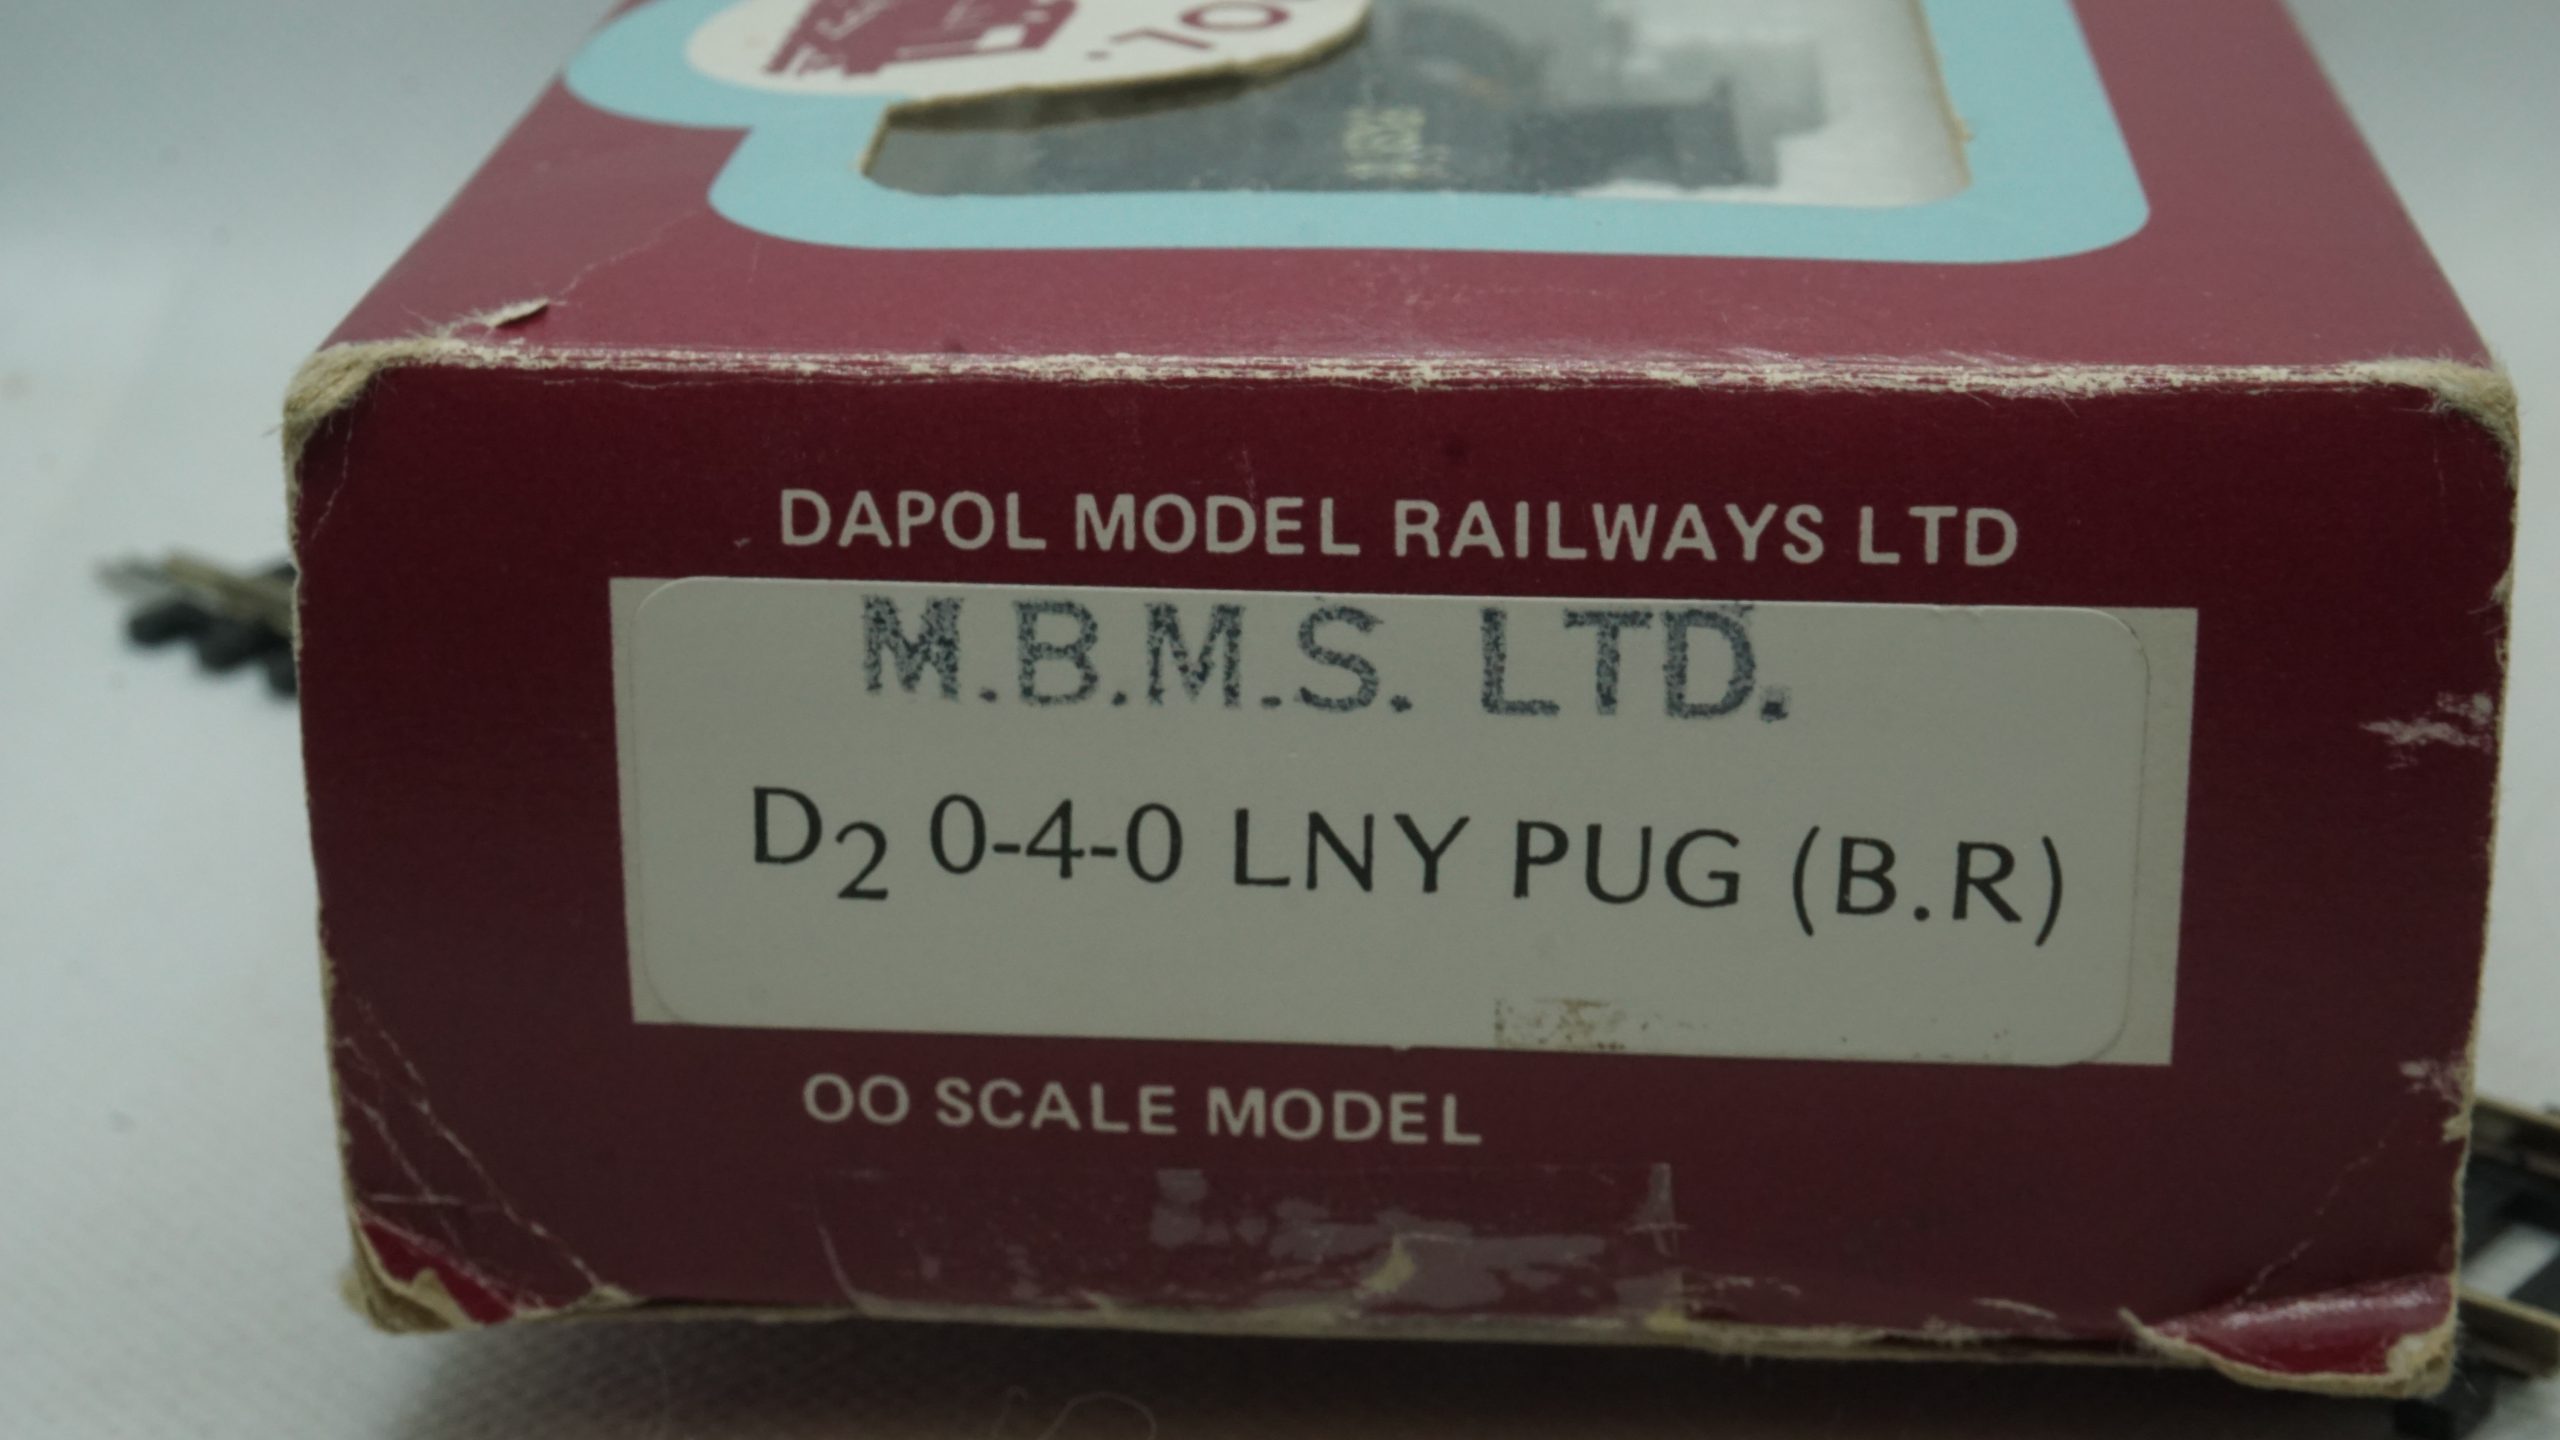 DAPOL MODEL RAILWAYS LTD
M.B.M.S. LTD.
D2 0-4-0 LNY PUG (B.R)
OO SCALE MODEL